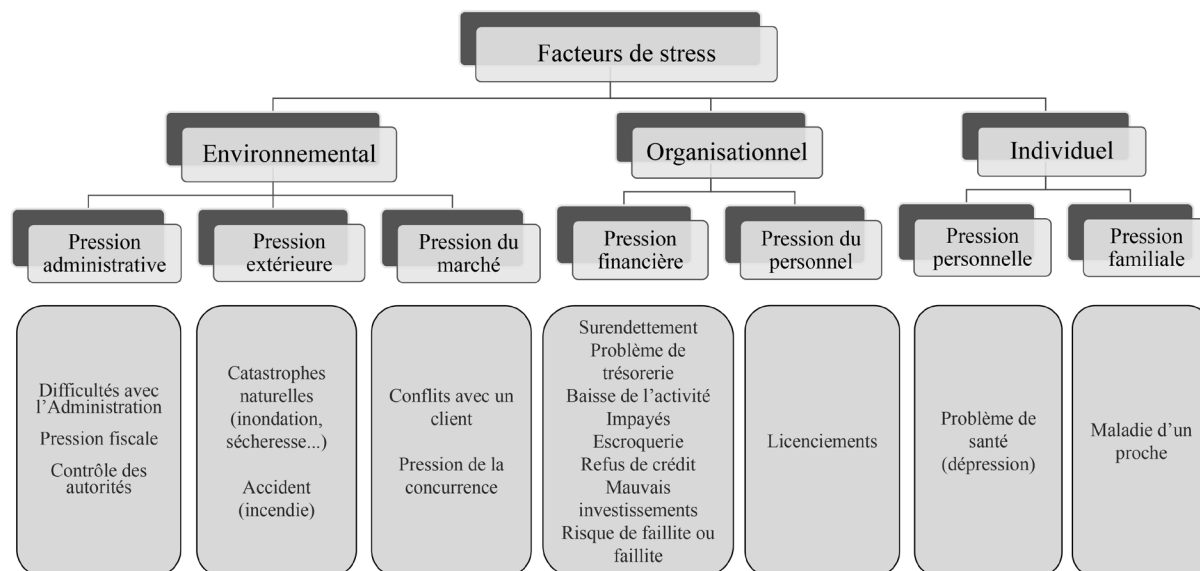 Facteurs de stress
Environnemental
Organisationnel
Individuel
Pression
administrative
Pression
extérieure
Pression du
marché
Pression
financière
Pression du
personnel
Pression
personnelle
Pression
familiale
Difficultés avec
l’Administration
Pression fiscale
Contrôle des
autorités
Catastrophes
naturelles
(inondation,
sécheresse...)
Accident
(incendie)
Conflits avec un
client
Pression de la
concurrence
Surendettement
Problème de
trésorerie
Baisse de l’activité
Impayés
Escroquerie
Refus de crédit
Mauvais
investissements
Risque de faillite ou
faillite
Licenciements
Problème de
santé
(dépression)
Maladie d’un
proche